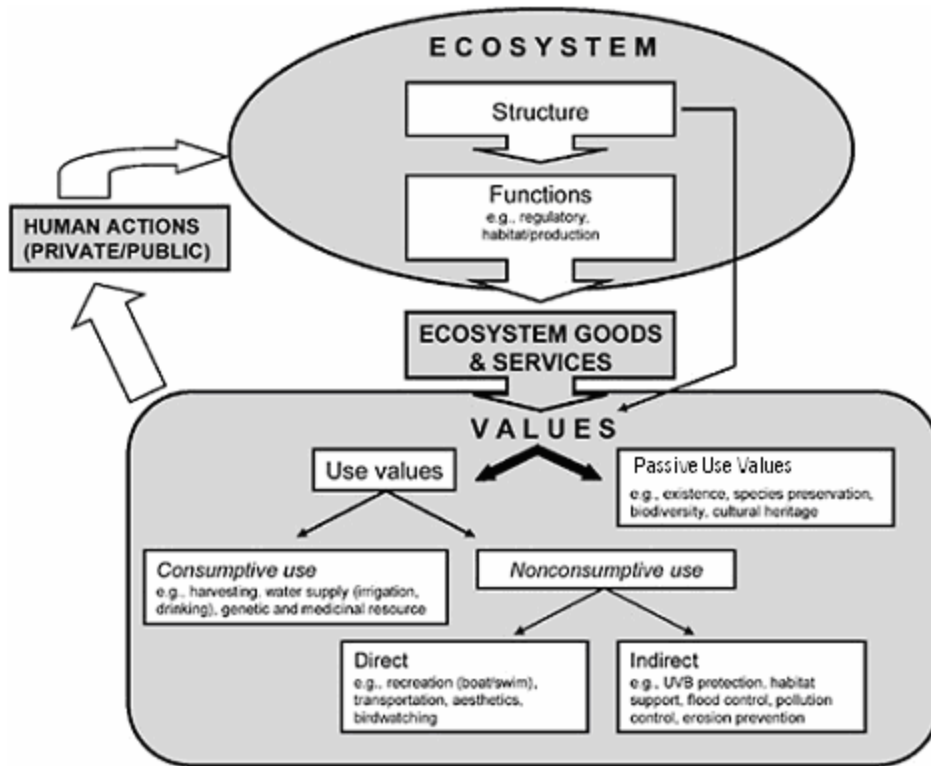 ECOSYSTEM
Structure
Functions
e.g., regulatory,
habitat/production
HUMAN ACTIONS
(PRIVATE/PUBLIC)
ECOSYSTEM GOODS
& SERVICES
VALUES
Use values
Passive Use Values
e.g., existence, species preservation,
biodiversity, cultural heritage
Consumptive use
e.g., harvesting, water supply (irrigation,
drinking), genetic and medicinal resource
Nonconsumptive use
Direct
e.g., recreation (boat/swim),
transportation, aesthetics,
birdwatching
Indirect
e.g., UVB protection, habitat
support, flood control, pollution
control, erosion prevention